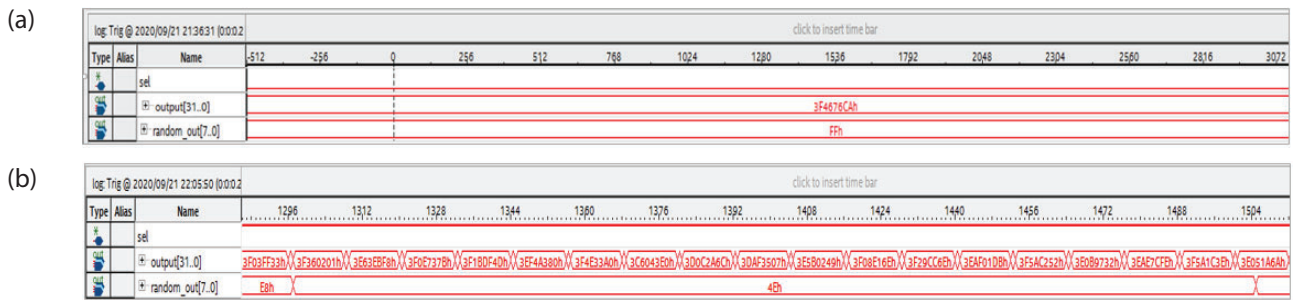 (a)
log: Trig @ 2020/09/21 21:36:31 (0:0:0.2 click to insert time bar
Type Alias Name -512 -256 0 256 512 768 1024 1280 1536 1792 2048 2304 2560 2816 3072
sel
output[31..0] 3F4676CAh
random_out[7..0] FFh
(b)
log: Trig @ 2020/09/21 22:05:50 (0:0:0.2 click to insert time bar
Type Alias Name 1296 1312 1328 1344 1360 1376 1392 1408 1424 1440 1456 1472 1488 1504
sel
output[31..0] 3F03FF33h 3F360201h 3E63EBF8h 3F0E737Bh 3F1BDF4Dh 3EF4A380h 3F4E33A0h 3C6043E0h 3D0C2A6Ch 3DAF3507h 3E5B0249h 3F08E16Eh 3F29CC6Eh 3EAF01DBh 3F5AC252h 3E0B9732h 3EAE7CFEh 3F5A1C3Eh 3E051A6Ah
random_out[7..0] E8h 4Eh